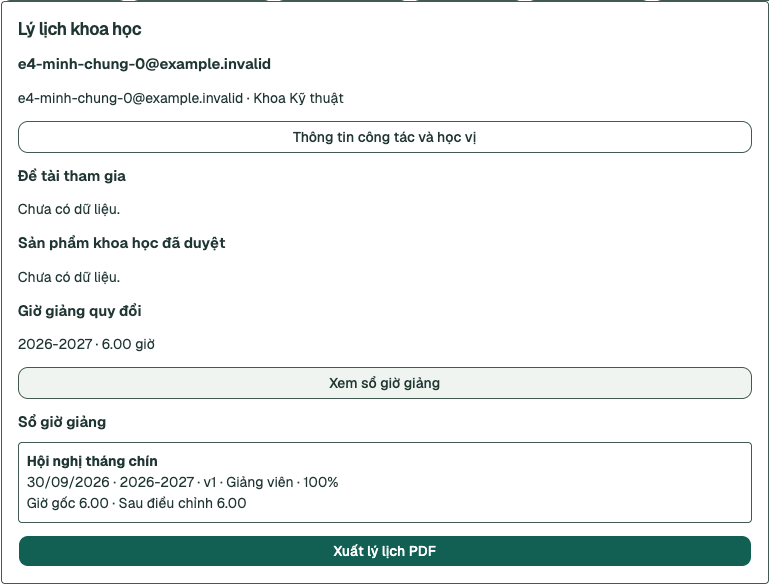 Lý lịch khoa học
e4-minh-chung-0@example.invalid
e4-minh-chung-0@example.invalid · Khoa Kỹ thuật
Thông tin công tác và học vị
Đề tài tham gia
Chưa có dữ liệu.
Sản phẩm khoa học đã duyệt
Chưa có dữ liệu.
Giờ giảng quy đổi
2026-2027 · 6.00 giờ
Xem sổ giờ giảng
Sổ giờ giảng
Hội nghị tháng chín
30/09/2026 · 2026-2027 · v1 · Giảng viên · 100%
Giờ gốc 6.00 · Sau điều chỉnh 6.00
Xuất lý lịch PDF